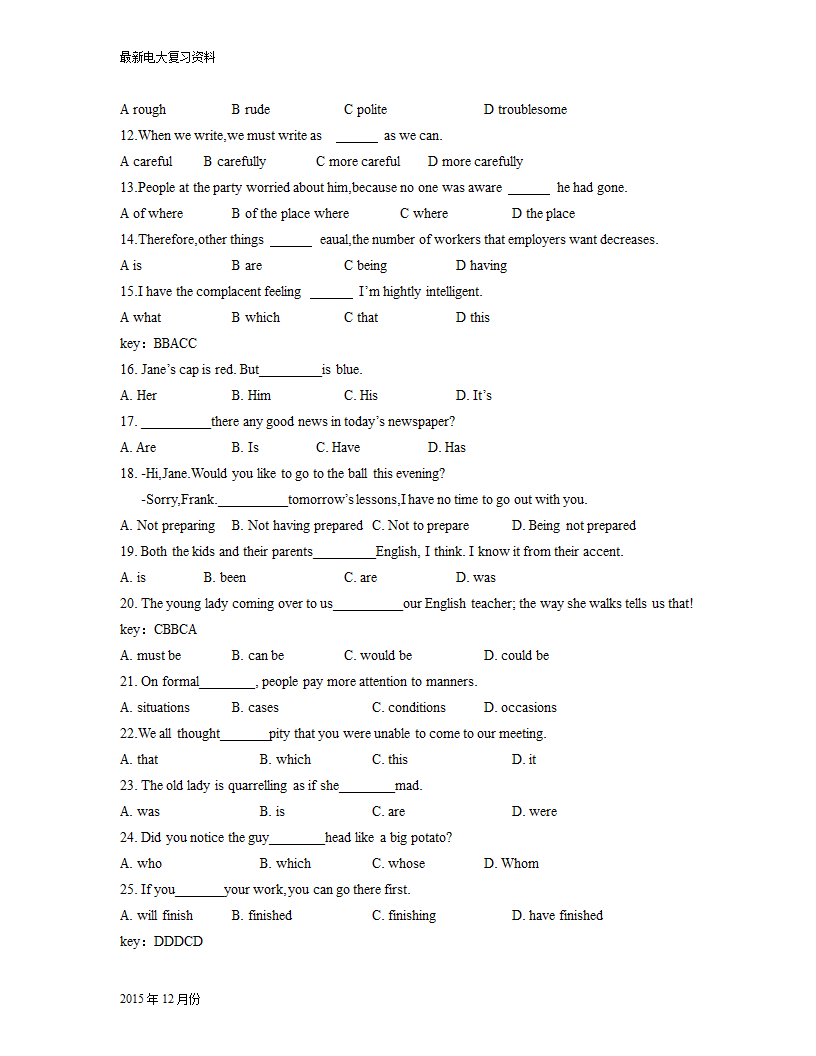 最新电大复习资料
A rough B rude C polite D troublesome
12.When we write,we must write as ______ as we can.
A careful B carefully C more careful D more carefully
13.People at the party worried about him,because no one was aware ______ he had gone.
A of where B of the place where C where D the place
14.Therefore,other things ______ eaual,the number of workers that employers want decreases.
A is B are C being D having
15.I have the complacent feeling ______ I’m hightly intelligent.
A what B which C that D this
key：BBACC
16. Jane’s cap is red. But_________is blue.
A. Her B. Him C. His D. It’s
17. __________there any good news in today’s newspaper?
A. Are B. Is C. Have D. Has
18. -Hi,Jane.Would you like to go to the ball this evening?
-Sorry,Frank.__________tomorrow’s lessons,I have no time to go out with you.
A. Not preparing B. Not having prepared C. Not to prepare D. Being not prepared
19. Both the kids and their parents_________English, I think. I know it from their accent.
A. is B. been C. are D. was
20. The young lady coming over to us__________our English teacher; the way she walks tells us that!
key：CBBCA
A. must be B. can be C. would be D. could be
21. On formal________, people pay more attention to manners.
A. situations B. cases C. conditions D. occasions
22.We all thought_______pity that you were unable to come to our meeting.
A. that B. which C. this D. it
23. The old lady is quarrelling as if she________mad.
A. was B. is C. are D. were
24. Did you notice the guy________head like a big potato?
A. who B. which C. whose D. Whom
25. If you_______your work,you can go there first.
A. will finish B. finished C. finishing D. have finished
key：DDDCD
2015 年 12 月份